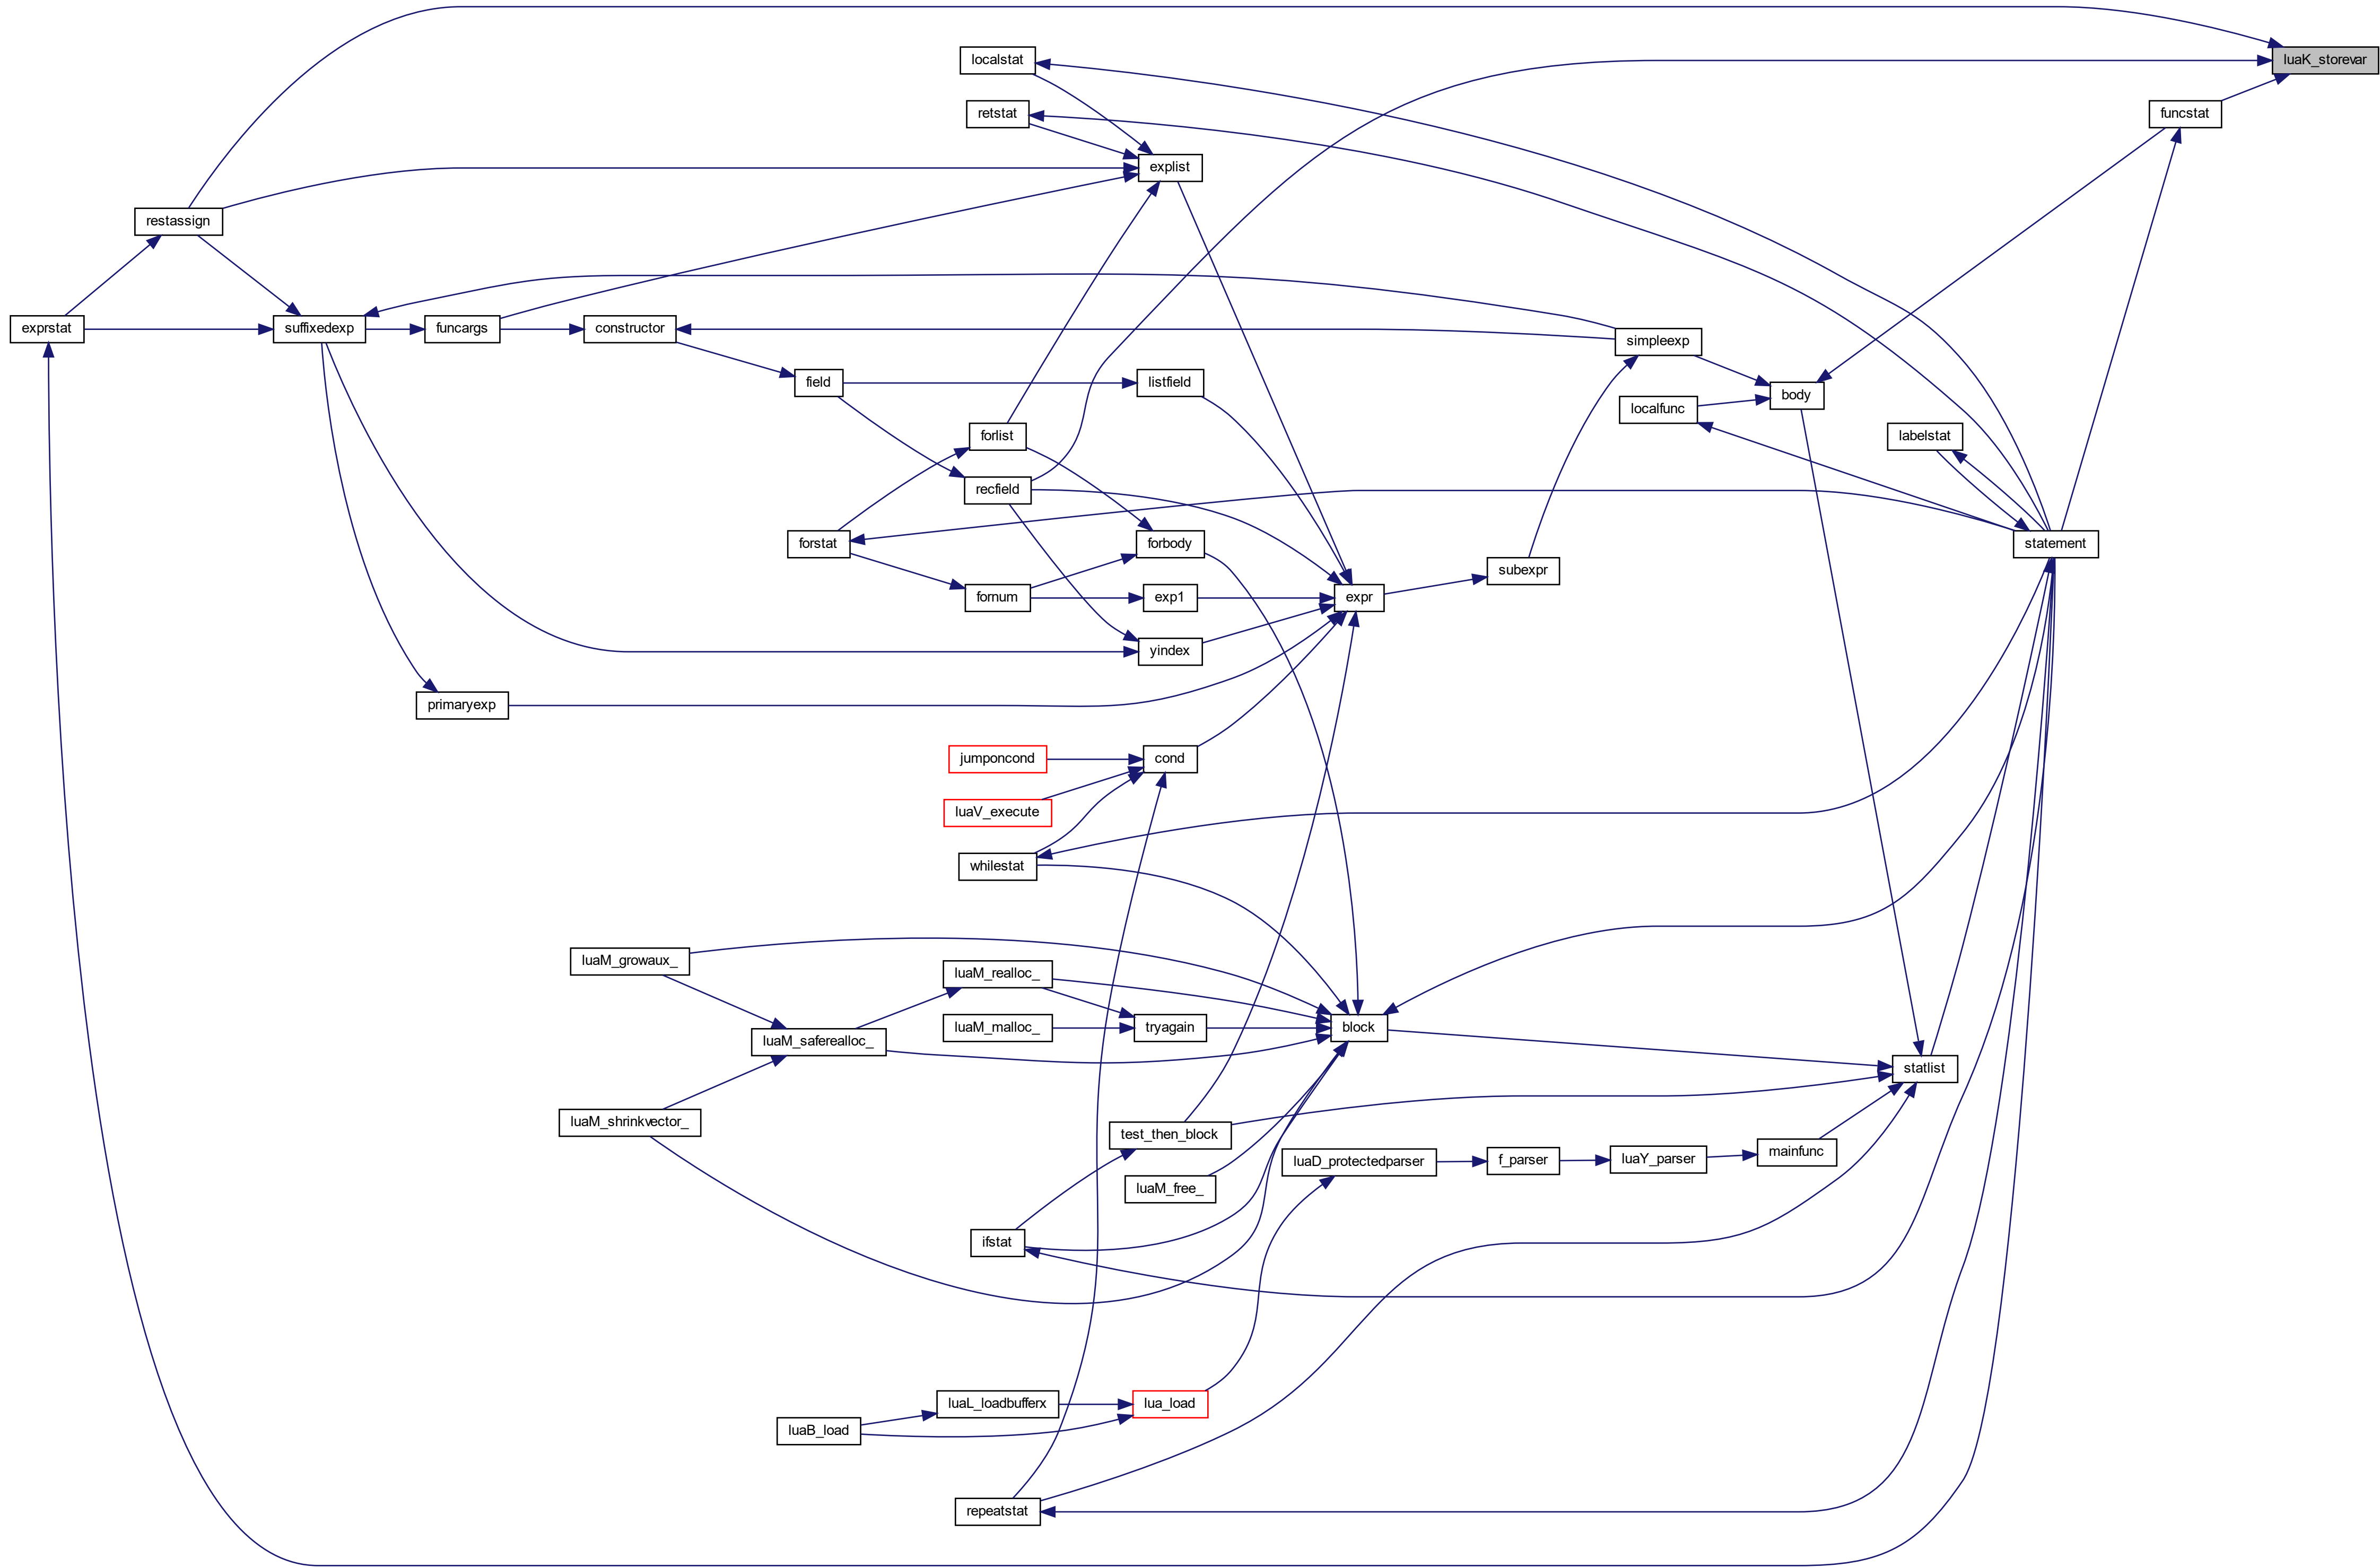 luaK_storevar
localstat
funcstat
retstat
explist
restassign
exprstat
suffixedexp
funcargs
constructor
simpleexp
field
listfield
body
localfunc
labelstat
forlist
recfield
forstat
forbody
statement
subexpr
fornum
exp1
expr
yindex
primaryexp
jumponcond
cond
luaV_execute
whilestat
luaM_growaux_
luaM_realloc_
luaM_malloc_
tryagain
block
luaM_saferealloc_
statlist
luaM_shrinkvector_
test_then_block
mainfunc
luaY_parser
f_parser
luaD_protectedparser
luaM_free_
ifstat
lua_load
luaL_loadbufferx
luaB_load
repeatstat